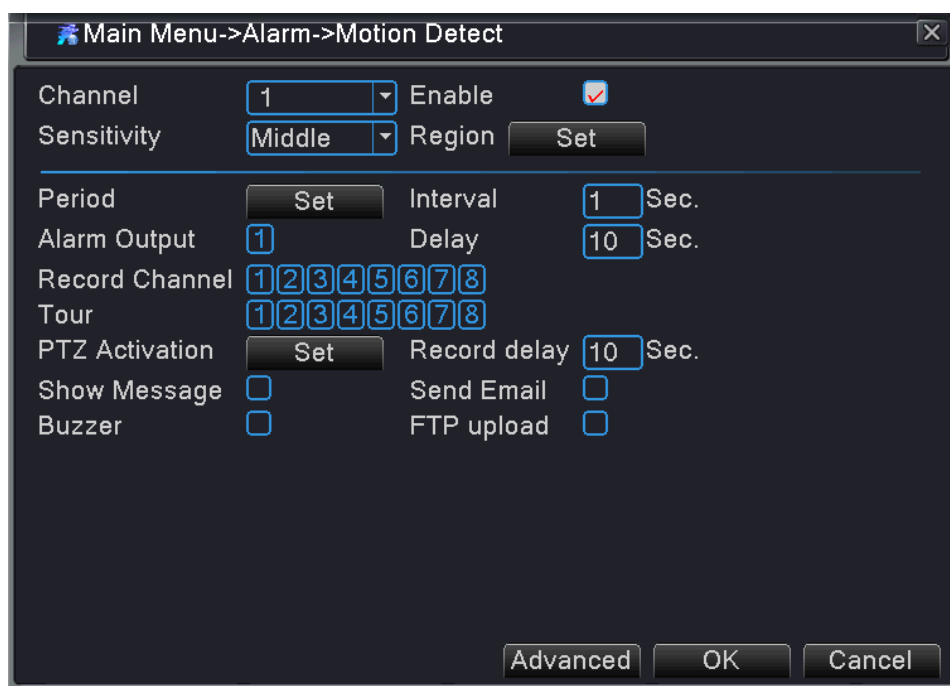 Main Menu->Alarm->Motion Detect
Channel 1 Enable
Sensitivity Middle Region Set
Period Set Interval 1 Sec.
Alarm Output 1 Delay 10 Sec.
Record Channel 1 2 3 4 5 6 7 8
Tour 1 2 3 4 5 6 7 8
PTZ Activation Set Record delay 10 Sec.
Show Message Send Email
Buzzer FTP upload
Advanced OK Cancel